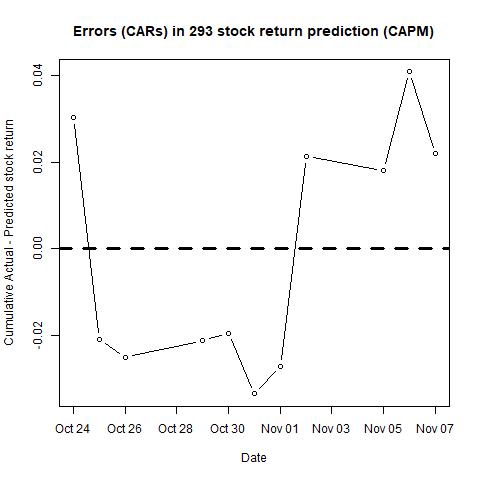 Errors (CARs) in 293 stock return prediction (CAPM)
Cumulative Actual - Predicted stock return
0.04
0.02
0.00
-0.02
Oct 24 Oct 26 Oct 28 Oct 30 Nov 01 Nov 03 Nov 05 Nov 07
Date